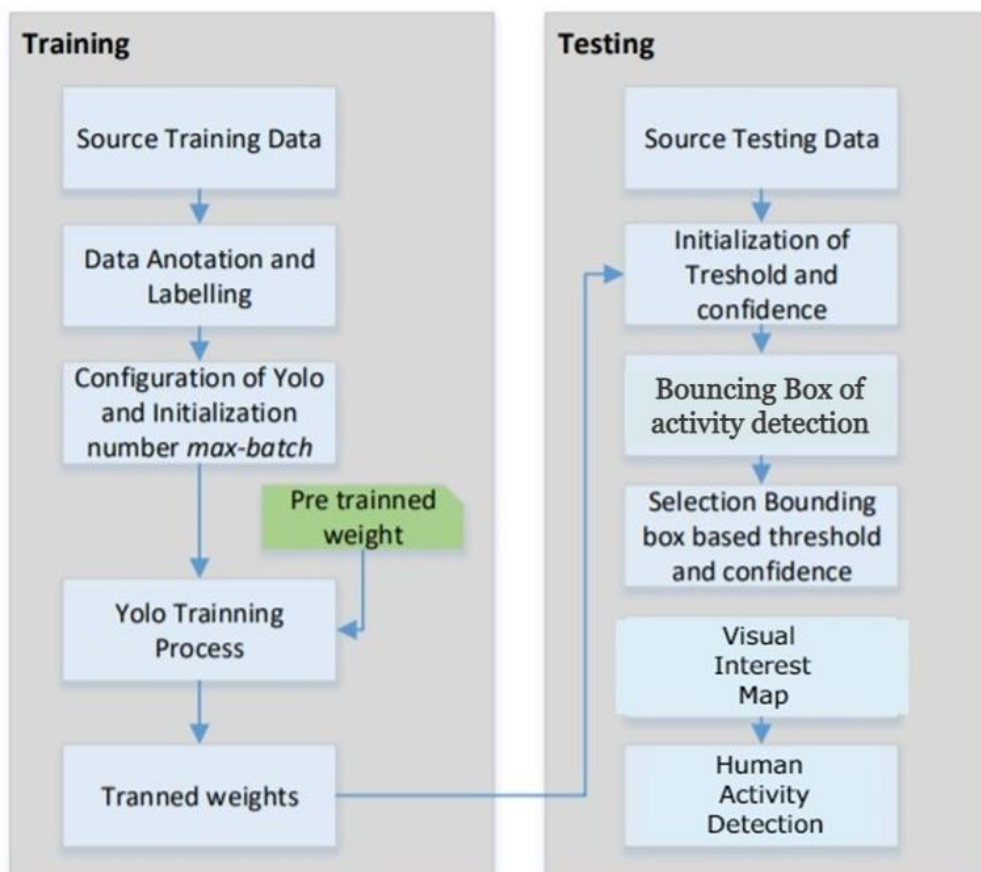 Training
Source Training Data
Data Anotation and
Labelling
Configuration of Yolo
and Initialization
number max-batch
Pre trainned
weight
Yolo Trainning
Process
Tranned weights
Testing
Source Testing Data
Initialization of
Treshold and
confidence
Bouncing Box of
activity detection
Selection Bounding
box based threshold
and confidence
Visual
Interest
Map
Human
Activity
Detection